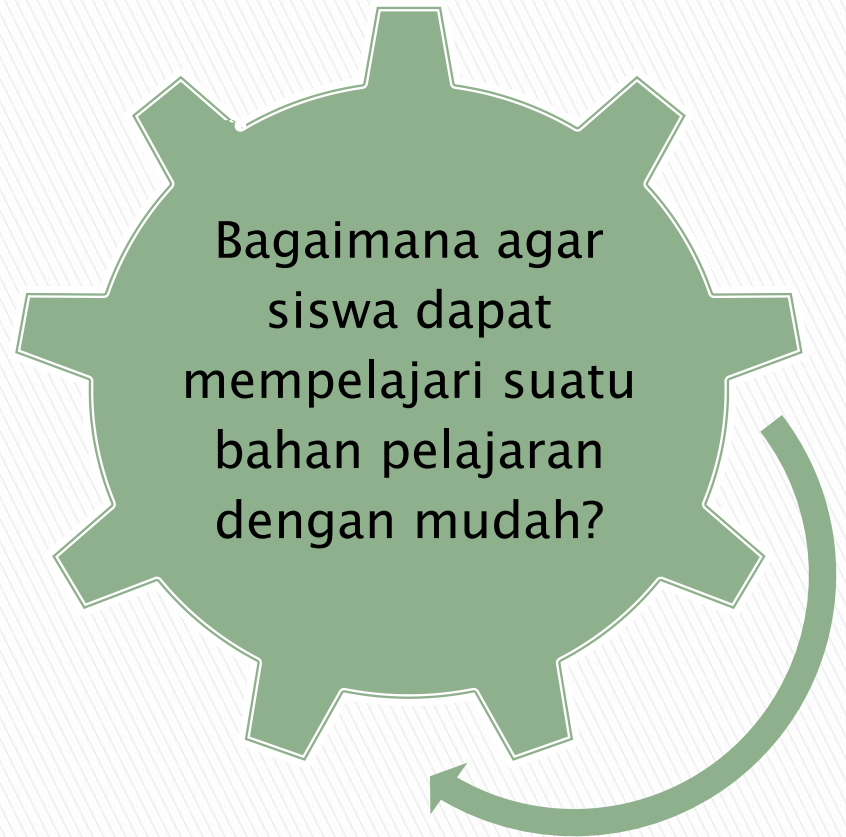 Bagaimana agar
siswa dapat
mempelajari suatu
bahan pelajaran
dengan mudah?